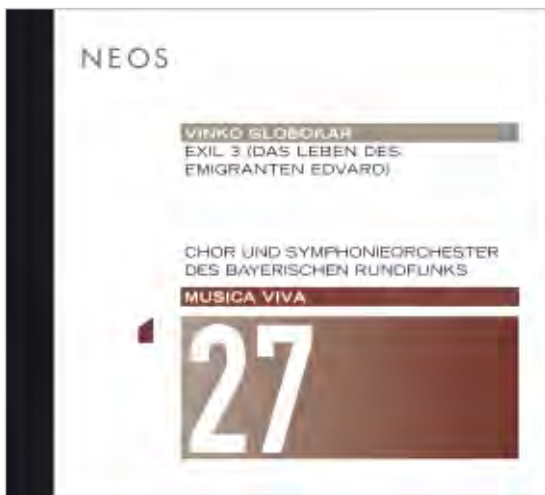 NEOS
VINKO GLOBOKAR
EXIL 3 (DAS LEBEN DES
EMIGRANTEN EDVARD)
CHOR UND SYMPHONIEORCHESTER
DES BAYERISCHEN RUNDFUNKS
MUSICA VIVA
27